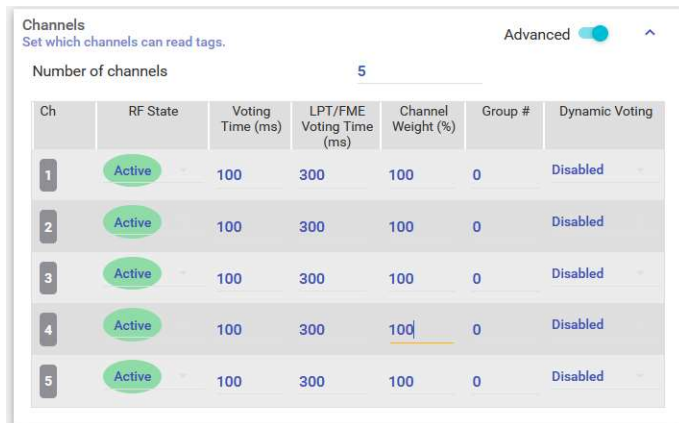 Channels
Set which channels can read tags.
Advanced
Number of channels 5
Ch RF State Voting Time (ms) LPT/FME Voting Time (ms) Channel Weight (%) Group # Dynamic Voting
1 Active 100 300 100 0 Disabled
2 Active 100 300 100 0 Disabled
3 Active 100 300 100 0 Disabled
4 Active 100 300 100 0 Disabled
5 Active 100 300 100 0 Disabled